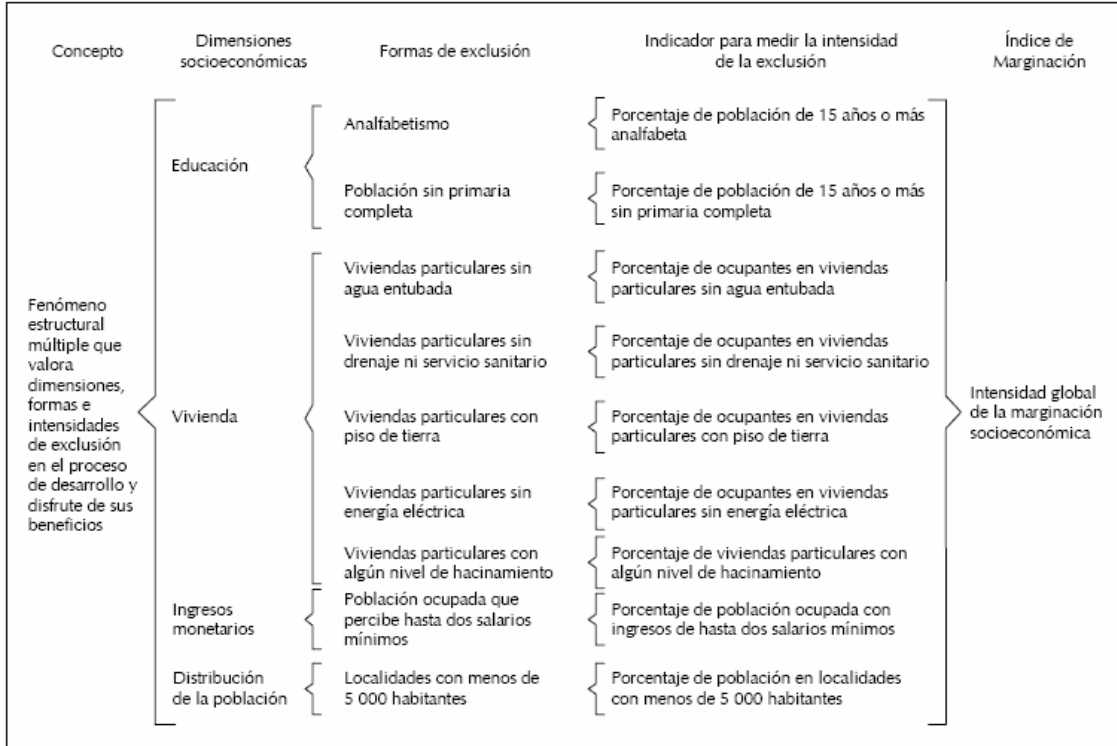 Concepto
Dimensiones
socioeconómicas
Formas de exclusión
Indicador para medir la intensidad
de la exclusión
Índice de
Marginación
Fenómeno
estructural
múltiple que
valora
dimensiones,
formas e
intensidades
de exclusión
en el proceso
de desarrollo y
disfrute de sus
beneficios
Educación
Analfabetismo
Porcentaje de población de 15 años o más
analfabeta
Población sin primaria
completa
Porcentaje de población de 15 años o más
sin primaria completa
Vivienda
Viviendas particulares sin
agua entubada
Porcentaje de ocupantes en viviendas
particulares sin agua entubada
Viviendas particulares sin
drenaje ni servicio sanitario
Porcentaje de ocupantes en viviendas
particulares sin drenaje ni servicio sanitario
Viviendas particulares con
piso de tierra
Porcentaje de ocupantes en viviendas
particulares con piso de tierra
Viviendas particulares sin
energía eléctrica
Porcentaje de ocupantes en viviendas
particulares sin energía eléctrica
Viviendas particulares con
algún nivel de hacinamiento
Porcentaje de viviendas particulares con
algún nivel de hacinamiento
Ingresos
monetarios
Población ocupada que
percibe hasta dos salarios
mínimos
Porcentaje de población ocupada con
ingresos de hasta dos salarios mínimos
Distribución
de la población
Localidades con menos de
5 000 habitantes
Porcentaje de población en localidades
con menos de 5 000 habitantes
Intensidad global
de la marginación
socioeconómica